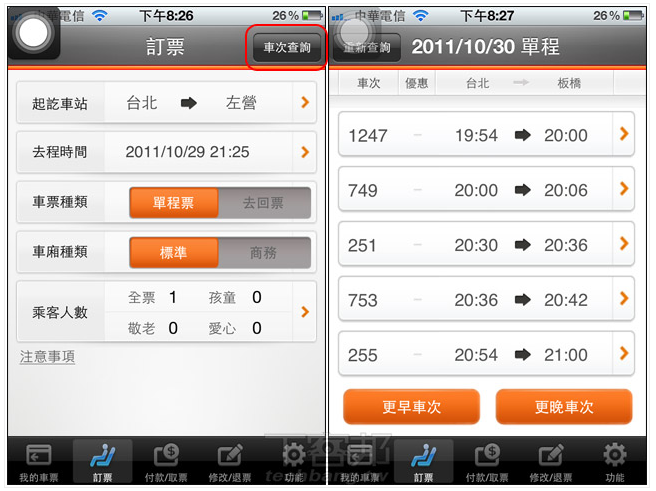 中華電信 下午8:26 26%
訂票 車次查詢
起訖車站 台北 ➡ 左營
去程時間 2011/10/29 21:25
車票種類 單程票 去回票
車廂種類 標準 商務
乘客人數 全票 1 孩童 0
敬老 0 愛心 0
注意事項
我的車票 訂票 付款/取票 修改/退票 功能
中華電信 下午8:27 26%
重新查詢 2011/10/30 單程
車次 優惠 台北 → 板橋
1247 – 19:54 ➡ 20:00
749 – 20:00 ➡ 20:06
251 – 20:30 ➡ 20:36
753 – 20:36 ➡ 20:42
255 – 20:54 ➡ 21:00
更早車次 更晚車次
我的車票 訂票 付款/取票 修改/退票 功能